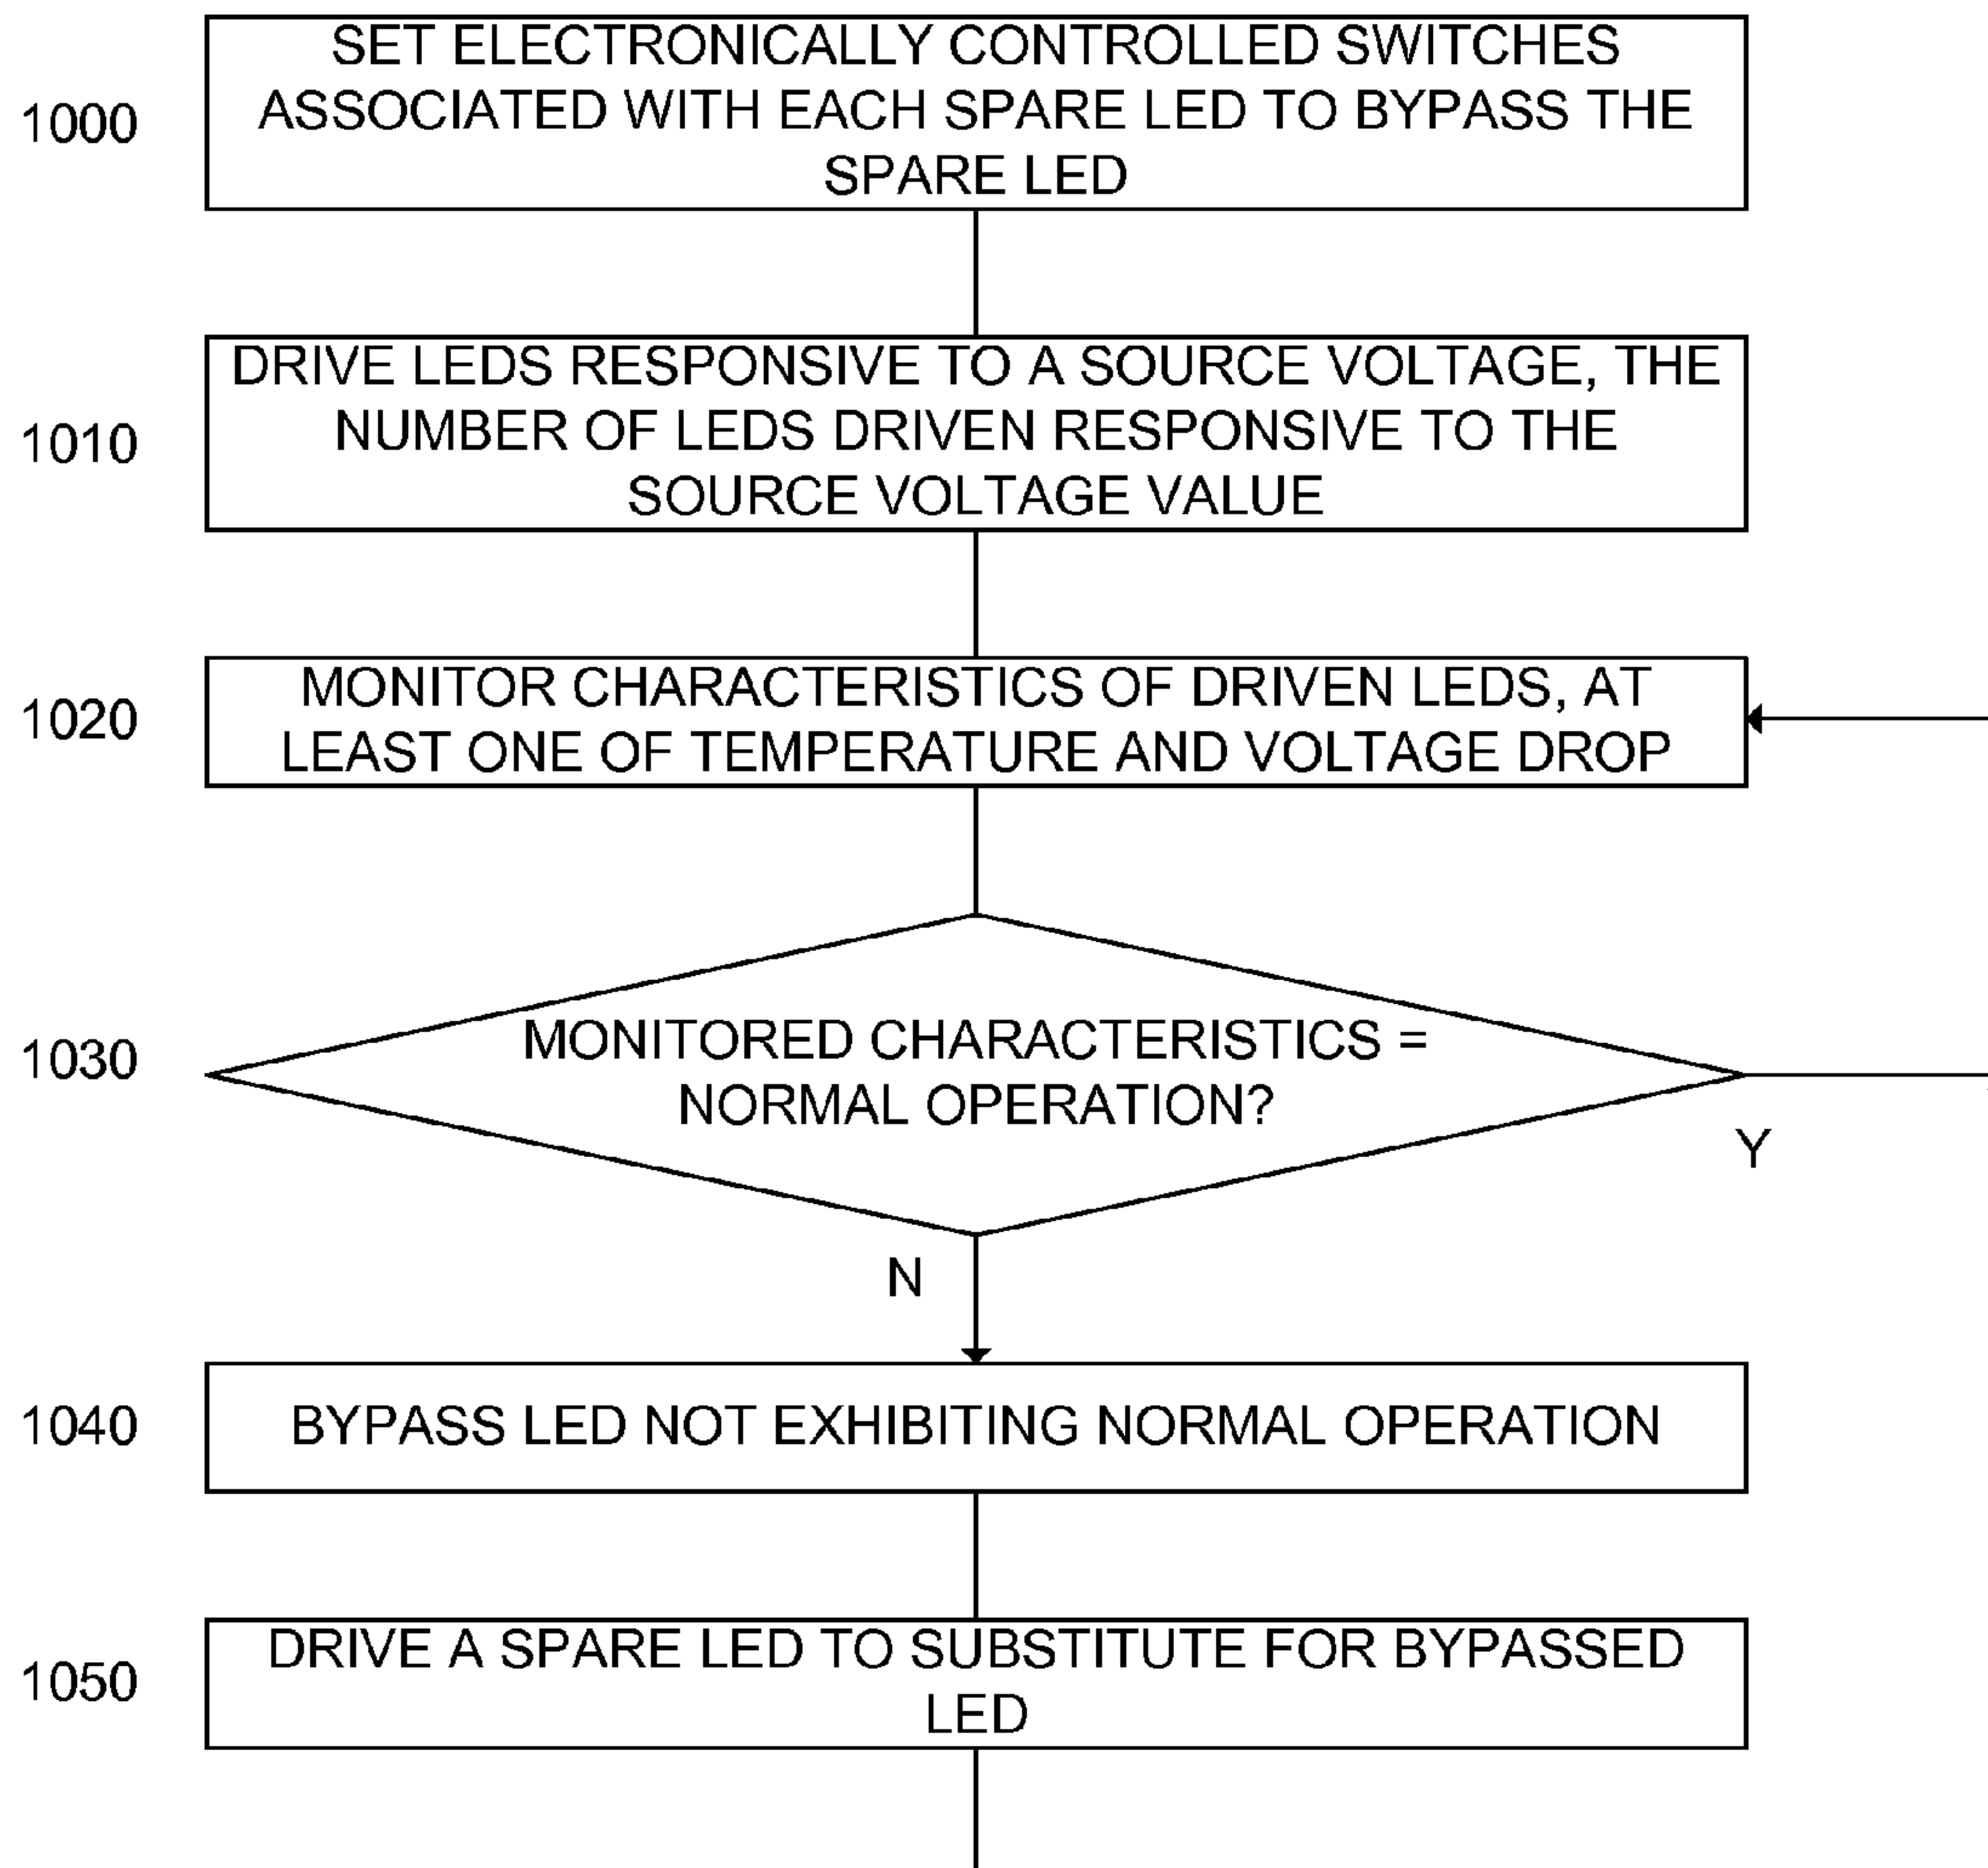 SET ELECTRONICALLY CONTROLLED SWITCHES
ASSOCIATED WITH EACH SPARE LED TO BYPASS THE
SPARE LED
1000
DRIVE LEDS RESPONSIVE TO A SOURCE VOLTAGE, THE
NUMBER OF LEDS DRIVEN RESPONSIVE TO THE
SOURCE VOLTAGE VALUE
1010
MONITOR CHARACTERISTICS OF DRIVEN LEDS, AT
LEAST ONE OF TEMPERATURE AND VOLTAGE DROP
1020
MONITORED CHARACTERISTICS =
NORMAL OPERATION?
1030
Y
N
BYPASS LED NOT EXHIBITING NORMAL OPERATION
1040
DRIVE A SPARE LED TO SUBSTITUTE FOR BYPASSED
LED
1050